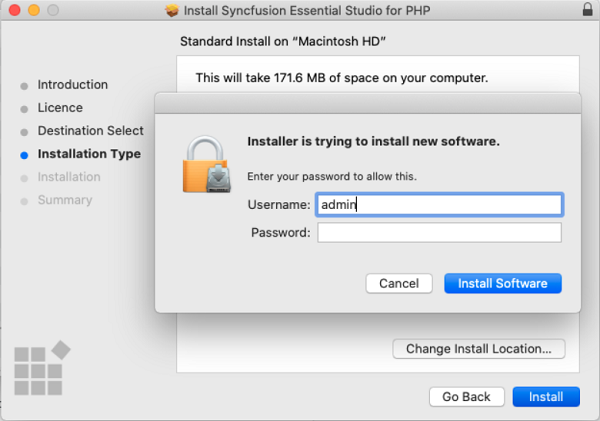 Install Syncfusion Essential Studio for PHP
Standard Install on “Macintosh HD”
Introduction
Licence
Destination Select
Installation Type
Installation
Summary
This will take 171.6 MB of space on your computer.
Installer is trying to install new software.
Enter your password to allow this.
Username: admin
Password:
Cancel Install Software
Change Install Location...
Go Back Install